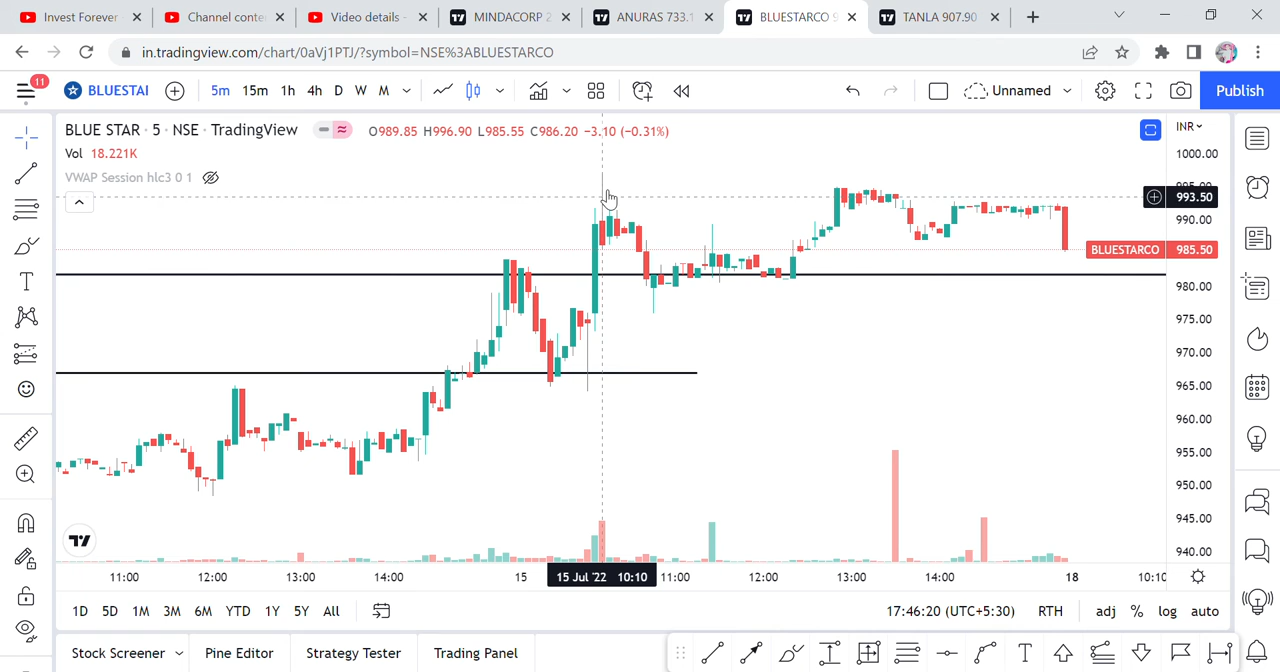 Invest Forever
Channel conte
Video details -
MINDACORP 2
ANURAS 733.1
BLUESTARCO 9
TANLA 907.90
in.tradingview.com/chart/0aVj1PTJ/?symbol=NSE%3ABLUESTARCO
11
BLUESTAI
5m 15m 1h 4h D W M
Unnamed
Publish
BLUE STAR · 5 · NSE · TradingView
O989.85 H996.90 L985.55 C986.20 −3.10 (−0.31%)
INR
Vol 18.221K
VWAP Session hlc3 0 1
1000.00
995.00
993.50
990.00
BLUESTARCO 985.50
980.00
975.00
970.00
965.00
960.00
955.00
950.00
945.00
940.00
11:00 12:00 13:00 14:00 15 15 Jul '22 10:10 11:00 12:00 13:00 14:00 18 10:10
1D 5D 1M 3M 6M YTD 1Y 5Y All
17:46:20 (UTC+5:30) RTH adj % log auto
Stock Screener Pine Editor Strategy Tester Trading Panel